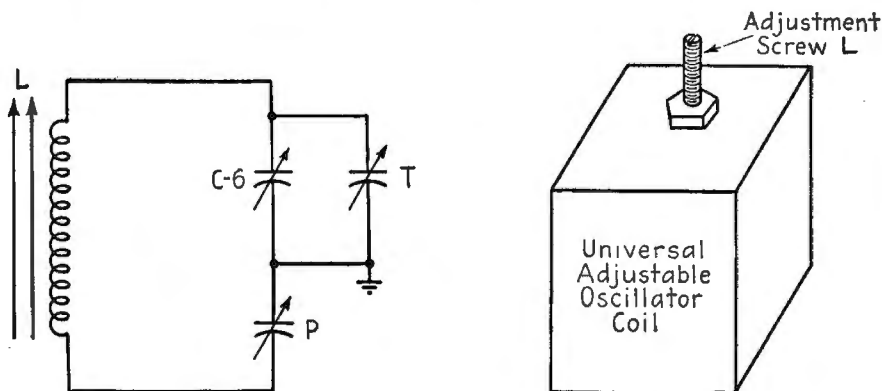 L
C-6
T
P
Adjustment
Screw L
Universal
Adjustable
Oscillator
Coil